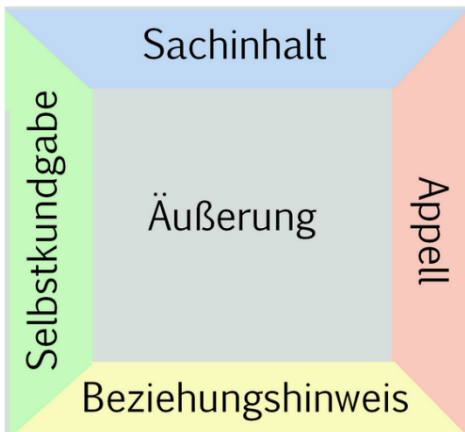 Sachinhalt
Selbstkundgabe
Äußerung
Appell
Beziehungshinweis